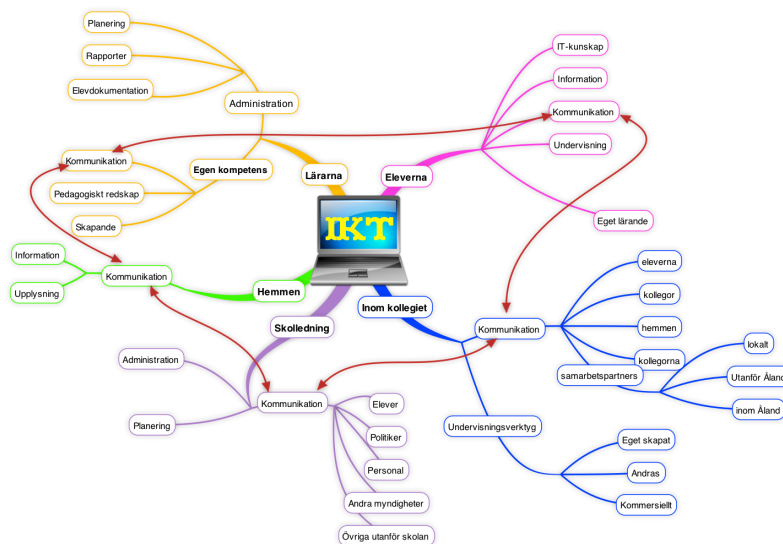 Planering
Rapporter
Elevdokumentation
Administration
Kommunikation
Egen kompetens
Pedagogiskt redskap
Skapande
Lärarna
IT-kunskap
Information
Kommunikation
Undervisning
Eleverna
Eget lärande
IKT
Information
Kommunikation
Upplysning
Hemmen
Inom kollegiet
Skolledning
Kommunikation
eleverna
kollegor
hemmen
kollegorna
samarbetspartners
lokalt
Utanför Åland
inom Åland
Administration
Planering
Kommunikation
Elever
Politiker
Personal
Andra myndigheter
Övriga utanför skolan
Undervisningsverktyg
Eget skapat
Andras
Kommersiellt